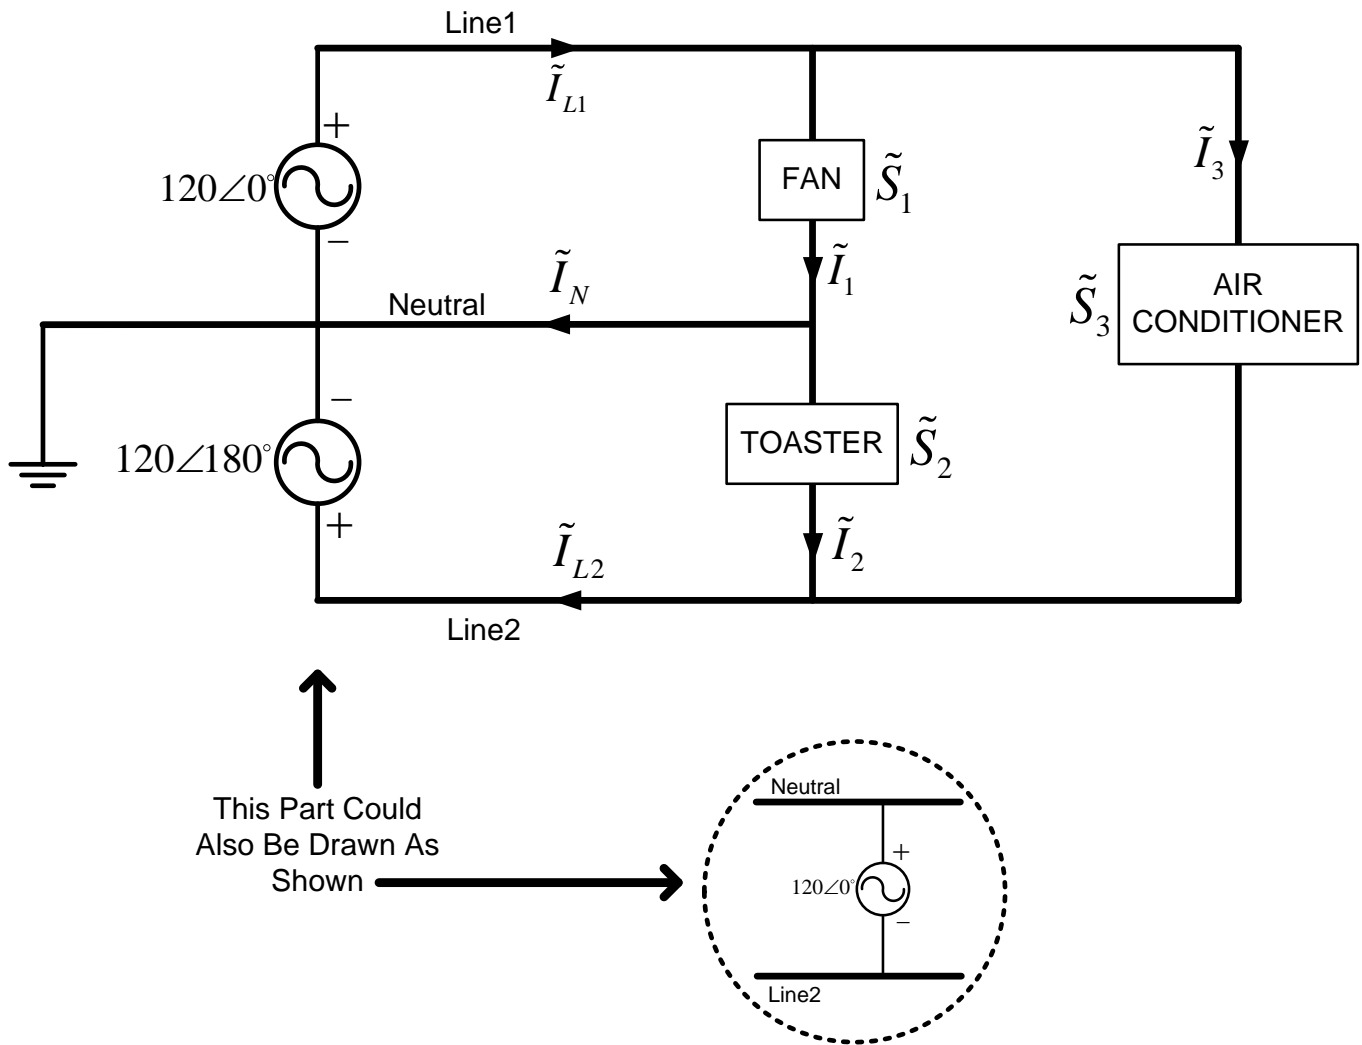 Line1
Ĩ_L1
+
120∠0°
−
FAN
S̃_1
Ĩ_1
Ĩ_3
Ĩ_N
Neutral
S̃_3
AIR
CONDITIONER
−
120∠180°
+
TOASTER
S̃_2
Ĩ_2
Ĩ_L2
Line2
This Part Could
Also Be Drawn As
Shown
Neutral
+
120∠0°
−
Line2